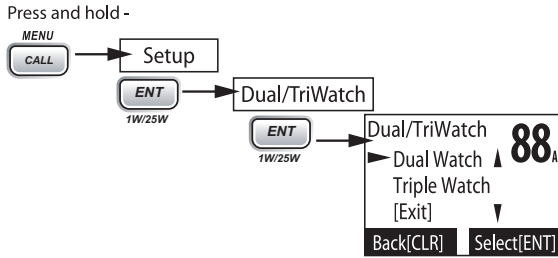 Press and hold -
MENU
CALL
Setup
ENT
1W/25W
Dual/TriWatch
ENT
1W/25W
Dual/TriWatch
88A
Dual Watch
Triple Watch
[Exit]
Back[CLR] Select[ENT]